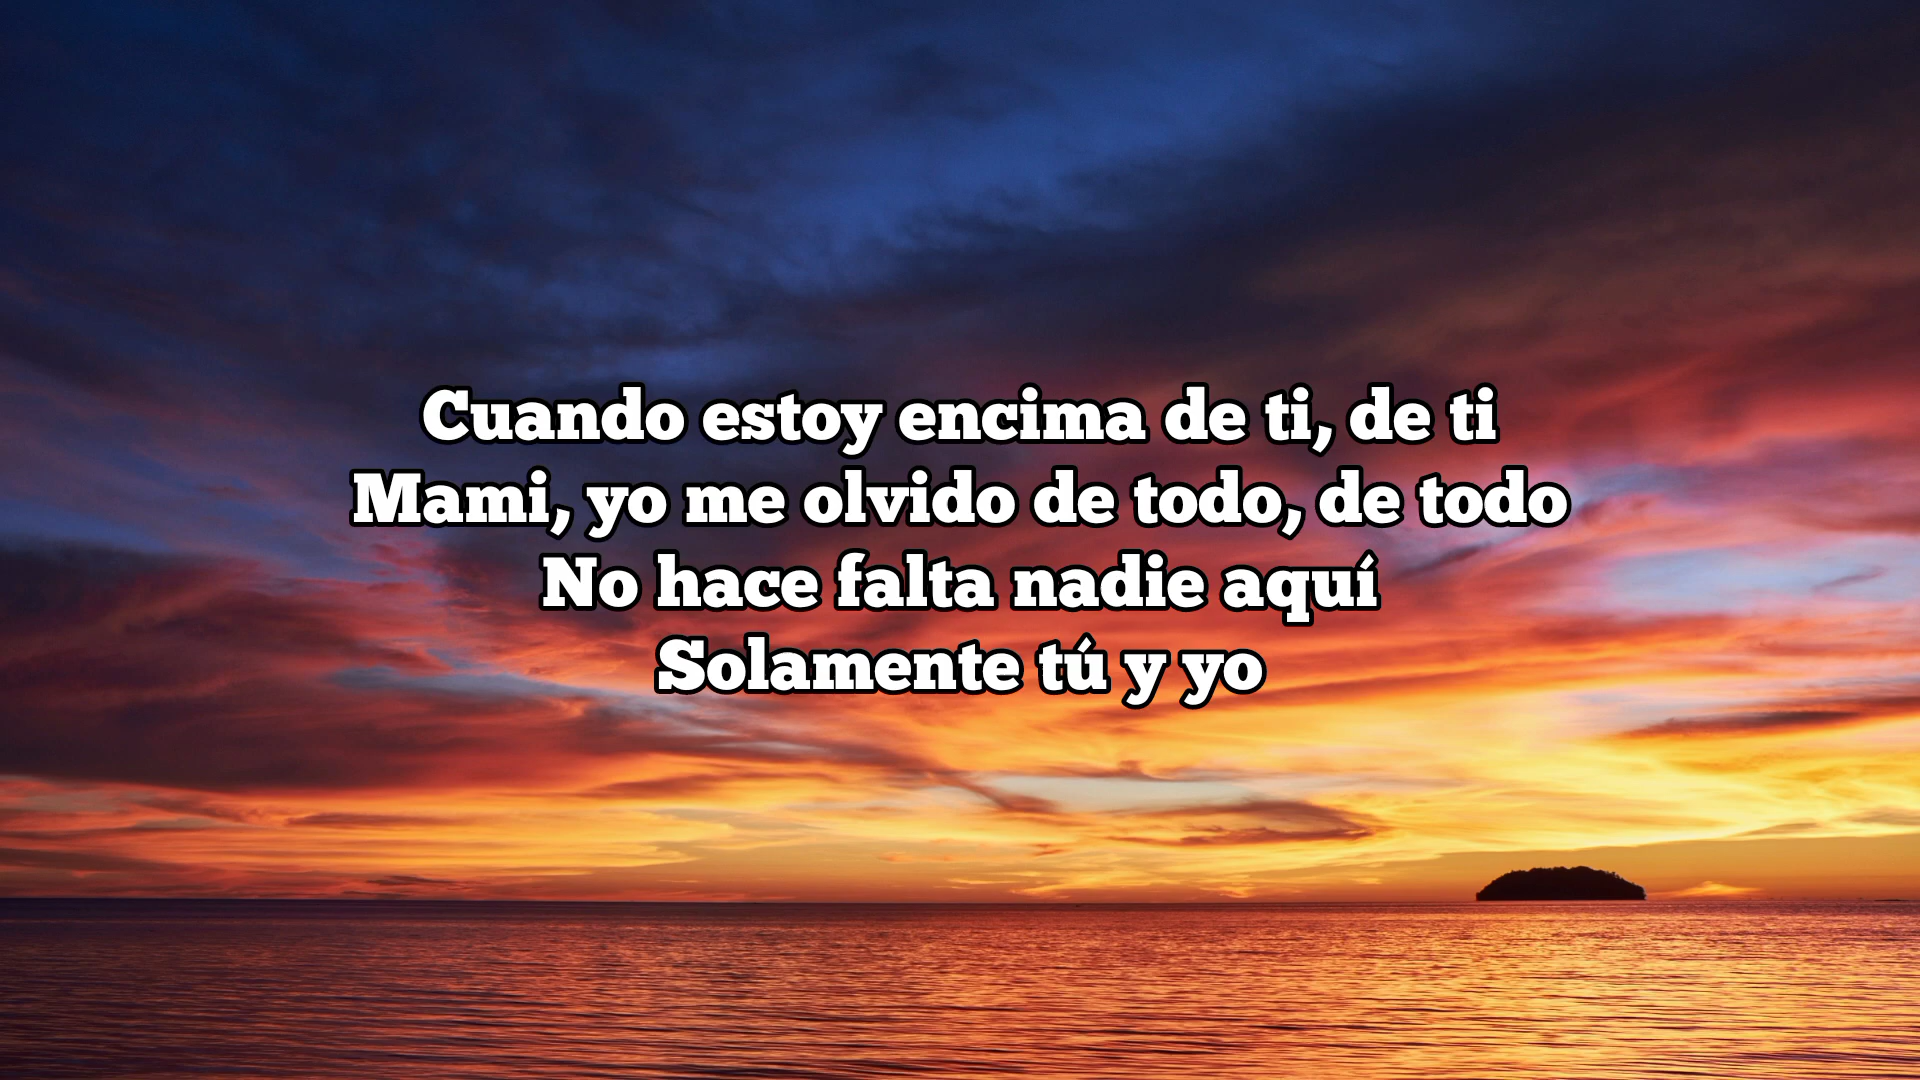 Cuando estoy encima de ti, de ti
Mami, yo me olvido de todo, de todo
No hace falta nadie aquí
Solamente tú y yo